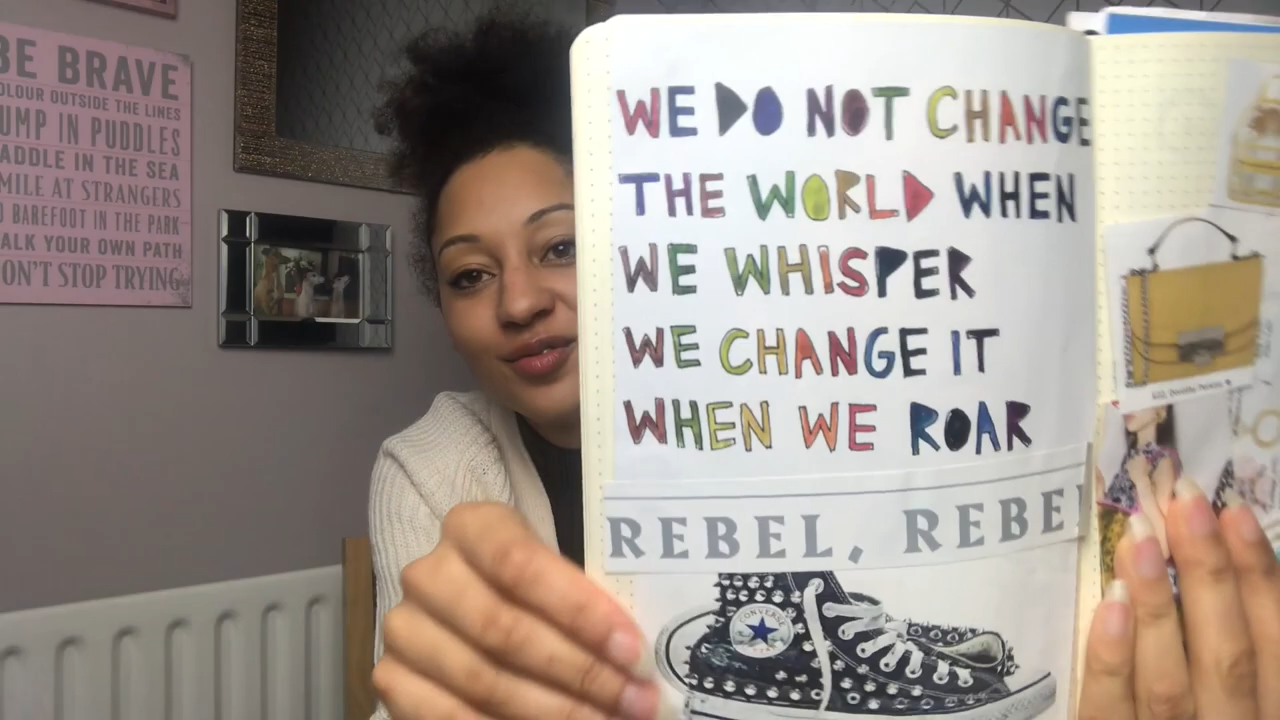 BE BRAVE
OLOUR OUTSIDE THE LINES
UMP IN PUDDLES
ADDLE IN THE SEA
MILE AT STRANGERS
BAREFOOT IN THE PARK
ALK YOUR OWN PATH
ON'T STOP TRYING
WE DO NOT CHANGE
THE WORLD WHEN
WE WHISPER
WE CHANGE IT
WHEN WE ROAR
REBEL, REBEL
CONVERSE